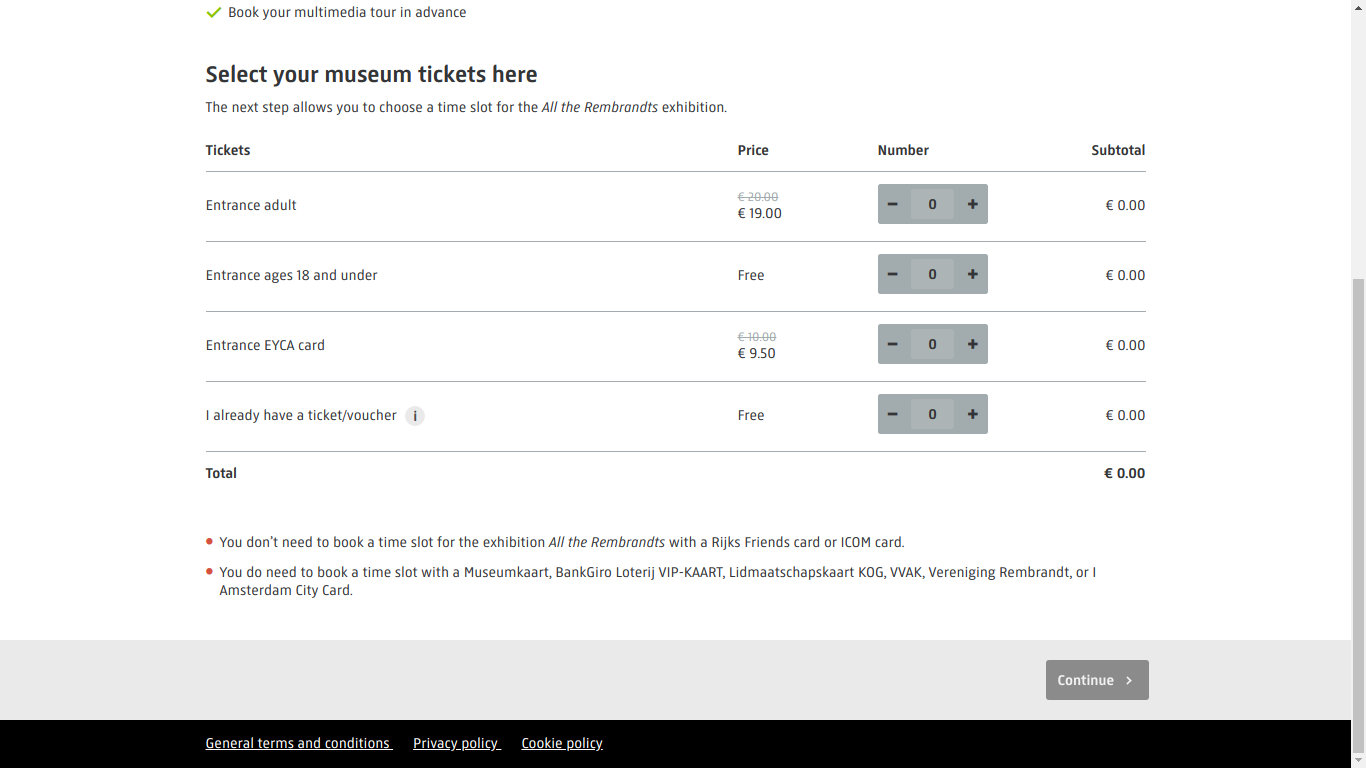 Book your multimedia tour in advance
Select your museum tickets here
The next step allows you to choose a time slot for the All the Rembrandts exhibition.
Tickets Price Number Subtotal
€ 20.00
Entrance adult € 19.00 − 0 + € 0.00
Entrance ages 18 and under Free − 0 + € 0.00
€ 10.00
Entrance EYCA card € 9.50 − 0 + € 0.00
I already have a ticket/voucher i Free − 0 + € 0.00
Total € 0.00
• You don't need to book a time slot for the exhibition All the Rembrandts with a Rijks Friends card or ICOM card.
• You do need to book a time slot with a Museumkaart, BankGiro Loterij VIP-KAART, Lidmaatschapskaart KOG, VVAK, Vereniging Rembrandt, or I
Amsterdam City Card.
Continue >
General terms and conditions Privacy policy Cookie policy